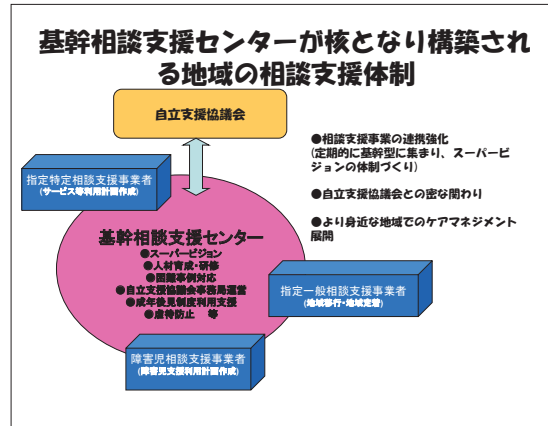 基幹相談支援センターが核となり構築され
る地域の相談支援体制
自立支援協議会
●相談支援事業の連携強化
(定期的に基幹型に集まり、スーパービ
ジョンの体制づくり)
●自立支援協議会との密な関わり
●より身近な地域でのケアマネジメント
展開
指定特定相談支援事業者
(サービス等利用計画作成)
基幹相談支援センター
●スーパービジョン
●人材育成・研修
●困難事例対応
●自立支援協議会事務局運営
●成年後見制度利用支援
●虐待防止 等
指定一般相談支援事業者
(地域移行・地域定着)
障害児相談支援事業者
(障害児支援利用計画作成)